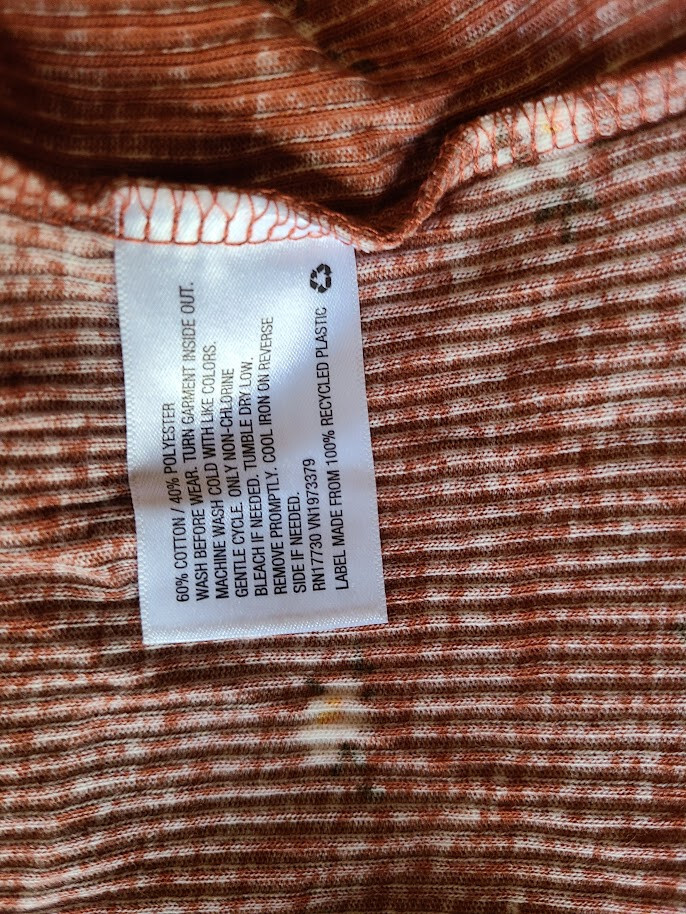 60% COTTON / 40% POLYESTER
WASH BEFORE WEAR. TURN GARMENT INSIDE OUT.
MACHINE WASH COLD WITH LIKE COLORS.
GENTLE CYCLE. ONLY NON-CHLORINE
BLEACH IF NEEDED. TUMBLE DRY LOW.
REMOVE PROMPTLY. COOL IRON ON REVERSE
SIDE IF NEEDED.
RN17730 VN1973379
LABEL MADE FROM 100% RECYCLED PLASTIC